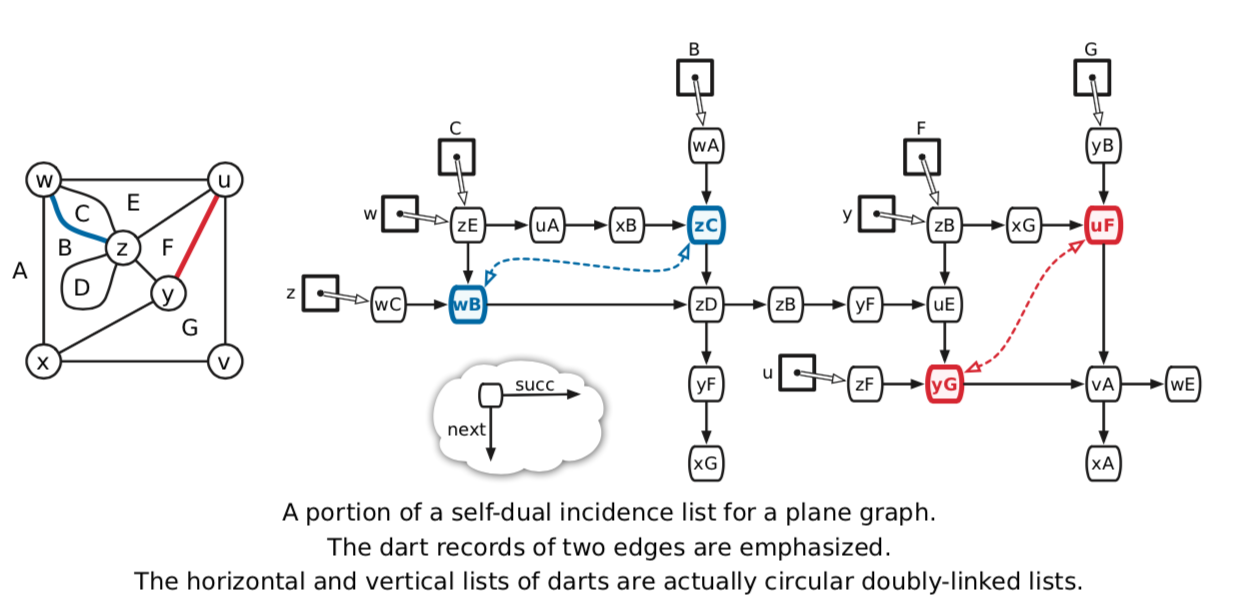 B
G
wA
yB
C
F
w
u
E
C
w
zE
uA
xB
zC
y
zB
xG
uF
B
z
F
A
D
y
z
wC
wB
zD
zB
yF
uE
G
x
v
succ
next
yF
u
zF
yG
vA
wE
xG
xA
A portion of a self-dual incidence list for a plane graph.
The dart records of two edges are emphasized.
The horizontal and vertical lists of darts are actually circular doubly-linked lists.